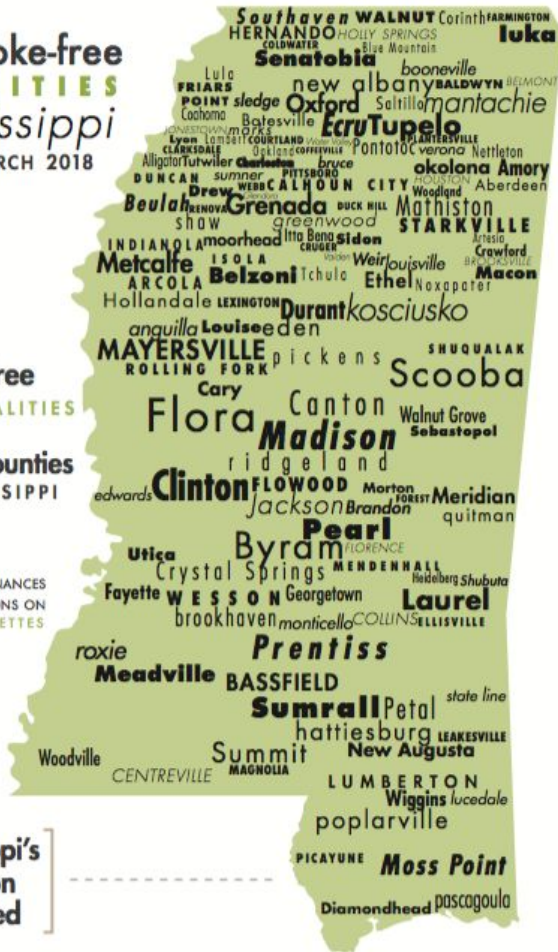 Southaven WALNUT Corinth FARMINGTON
oke-free HERNANDO HOLLY SPRINGS Iuka
COLDWATER Blue Mountain
ITIES Senatobia booneville
Lula new albany BALDWYN BELMONT
FRIARS POINT sledge Oxford Saltillo mantachie
ssippi Coahoma Batesville Ecru Tupelo
JONESTOWN marks PLANTERSVILLE
RCH 2018 Lyon Lambert COURTLAND Water Valley Pontotoc verona Nettleton
CLARKSDALE Oakland COFFEEVILLE
Alligator Tutwiler Charleston bruce okolona Amory
DUNCAN sumner PITTSBORO HOUSTON
Drew WEBB CALHOUN CITY Woodland Aberdeen
Beulah RENOVA Grenada DUCK HILL Mathiston
shaw greenwood STARKVILLE
INDIANOLA moorhead Itta Bena Sidon Artesia
CRUGER Crawford
Metcalfe ISOLA Vaiden Weir louisville BROOKSVILLE
ARCOLA Belzoni Tchula Ethel Noxapater Macon
Hollandale LEXINGTON Durant kosciusko
anguilla Louise eden
MAYERSVILLE pickens SHUQUALAK
ree ROLLING FORK Scooba
Cary
ALITIES Flora Canton Walnut Grove
Madison Sebastopol
ounties ridgeland
SSIPPI edwards Clinton FLOWOOD Morton Meridian
Jackson Brandon FOREST quitman
Pearl
Utica Byram FLORENCE
IANCES Crystal Springs MENDENHALL Heidelberg Shubuta
NS ON Fayette WESSON Georgetown Laurel
ETTES brookhaven monticello COLLINS ELLISVILLE
roxie Prentiss
Meadville BASSFIELD
Sumrall Petal state line
hattiesburg LEAKESVILLE
Woodville Summit New Augusta
CENTREVILLE MAGNOLIA
LUMBERTON
Wiggins lucedale
poplarville
pi's
on PICAYUNE Moss Point
ed
Diamondhead pascagoula